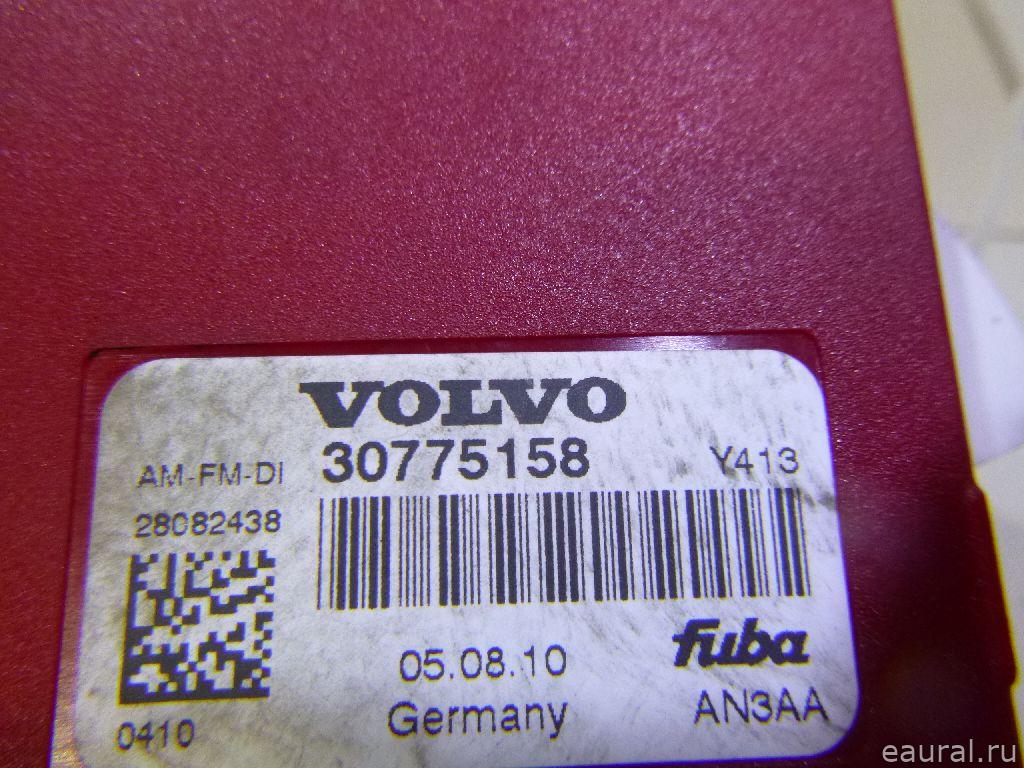 VOLVO
AM-FM-DI 30775158 Y413
28082438
fuba
05.08.10
Germany AN3AA
0410
eaural.ru